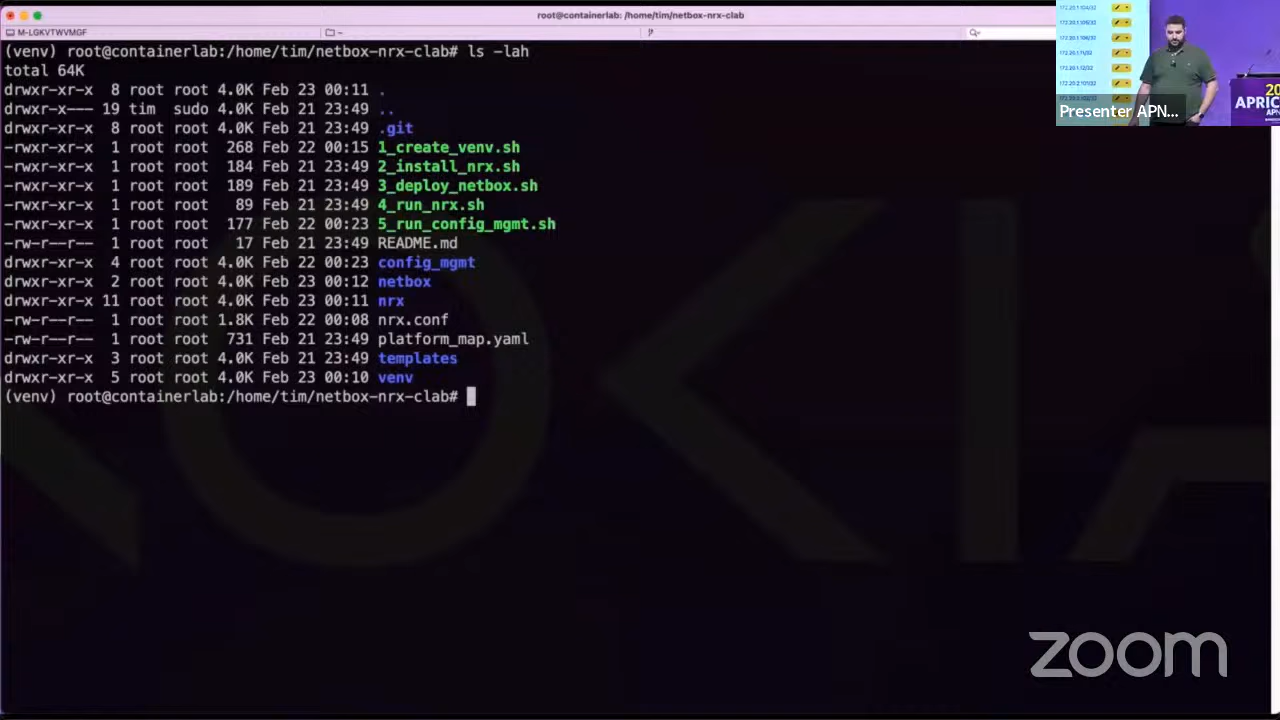 root@containerlab: /home/tim/netbox-nrx-clab
M-LGKVTWVMGF
(venv) root@containerlab:/home/tim/netbox-nrx-clab# ls -lah
total 64K
drwxr-xr-x 8 root root 4.0K Feb 23 00:11 .
drwxr-x--- 19 tim sudo 4.0K Feb 21 23:49 ..
drwxr-xr-x 8 root root 4.0K Feb 21 23:49 .git
-rwxr-xr-x 1 root root 268 Feb 22 00:15 1_create_venv.sh
-rwxr-xr-x 1 root root 184 Feb 21 23:49 2_install_nrx.sh
-rwxr-xr-x 1 root root 189 Feb 21 23:49 3_deploy_netbox.sh
-rwxr-xr-x 1 root root 89 Feb 21 23:49 4_run_nrx.sh
-rwxr-xr-x 1 root root 177 Feb 22 00:23 5_run_config_mgmt.sh
-rw-r--r-- 1 root root 17 Feb 21 23:49 README.md
drwxr-xr-x 4 root root 4.0K Feb 22 00:23 config_mgmt
drwxr-xr-x 2 root root 4.0K Feb 23 00:12 netbox
drwxr-xr-x 11 root root 4.0K Feb 23 00:11 nrx
-rw-r--r-- 1 root root 1.8K Feb 22 00:08 nrx.conf
-rw-r--r-- 1 root root 731 Feb 21 23:49 platform_map.yaml
drwxr-xr-x 3 root root 4.0K Feb 21 23:49 templates
drwxr-xr-x 5 root root 4.0K Feb 23 00:10 venv
(venv) root@containerlab:/home/tim/netbox-nrx-clab#
NOKIA
Presenter APN...
20
APRIC
APN
zoom